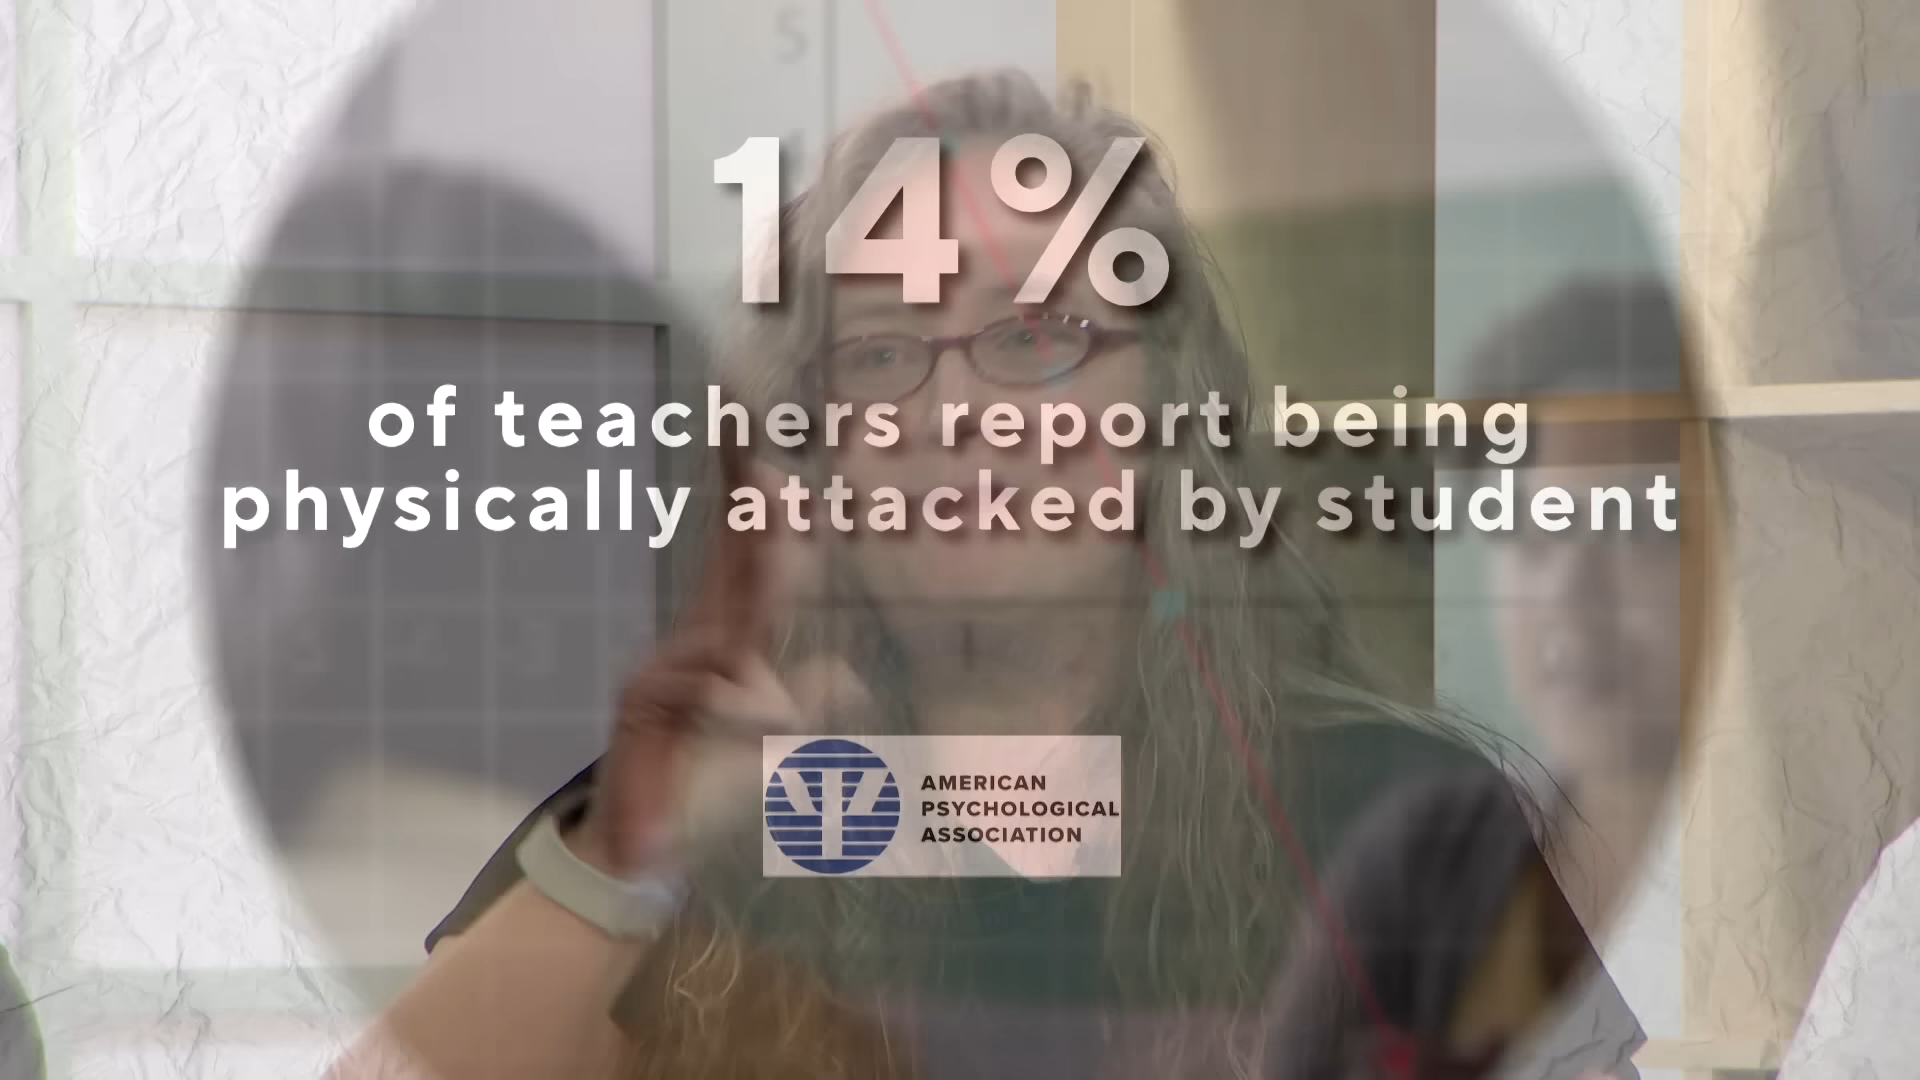 14%
of teachers report being
physically attacked by student
AMERICAN
PSYCHOLOGICAL
ASSOCIATION